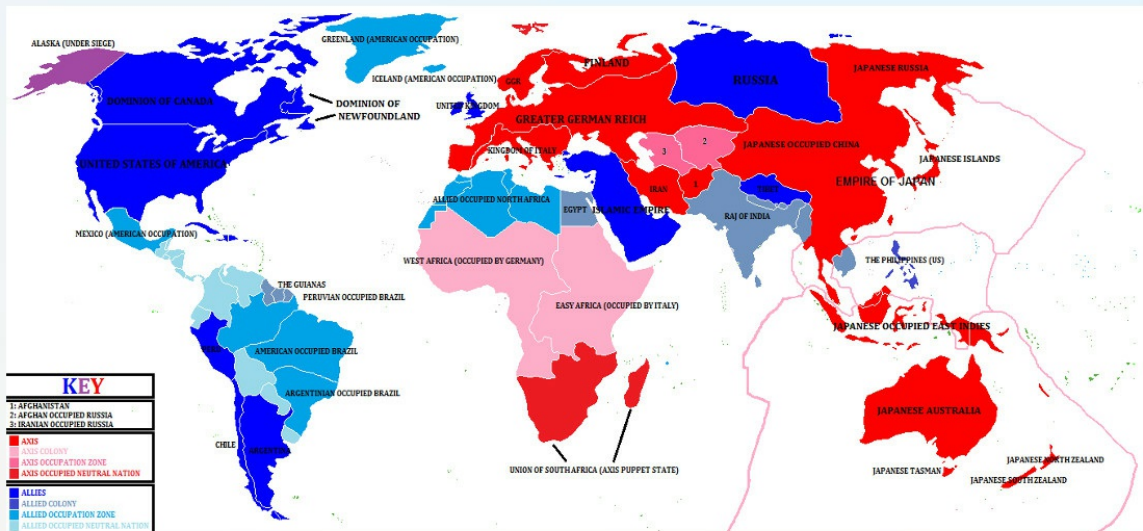 ALASKA (UNDER SIEGE)
GREENLAND (AMERICAN OCCUPATION)
ICELAND (AMERICAN OCCUPATION)
DOMINION OF CANADA
DOMINION OF
NEWFOUNDLAND
UNITED STATES OF AMERICA
MEXICO (AMERICAN OCCUPATION)
THE GUIANAS
PERUVIAN OCCUPIED BRAZIL
PERU
AMERICAN OCCUPIED BRAZIL
ARGENTINIAN OCCUPIED BRAZIL
CHILE
ARGENTINA
UNITED KINGDOM
GGR
FINLAND
GREATER GERMAN REICH
KINGDOM OF ITALY
RUSSIA
JAPANESE RUSSIA
3
2
1
JAPANESE OCCUPIED CHINA
JAPANESE ISLANDS
EMPIRE OF JAPAN
IRAN
TIBET
ALLIED OCCUPIED NORTH AFRICA
EGYPT
ISLAMIC EMPIRE
RAJ OF INDIA
WEST AFRICA (OCCUPIED BY GERMANY)
EASY AFRICA (OCCUPIED BY ITALY)
THE PHILIPPINES (US)
JAPANESE OCCUPIED EAST INDIES
JAPANESE AUSTRALIA
JAPANESE TASMAN
JAPANESE NORTH ZEALAND
JAPANESE SOUTH ZEALAND
UNION OF SOUTH AFRICA (AXIS PUPPET STATE)
KEY
1: AFGHANISTAN
2: AFGHAN OCCUPIED RUSSIA
3: IRANIAN OCCUPIED RUSSIA
AXIS
AXIS COLONY
AXIS OCCUPATION ZONE
AXIS OCCUPIED NEUTRAL NATION
ALLIES
ALLIED COLONY
ALLIED OCCUPATION ZONE
ALLIED OCCUPIED NEUTRAL NATION